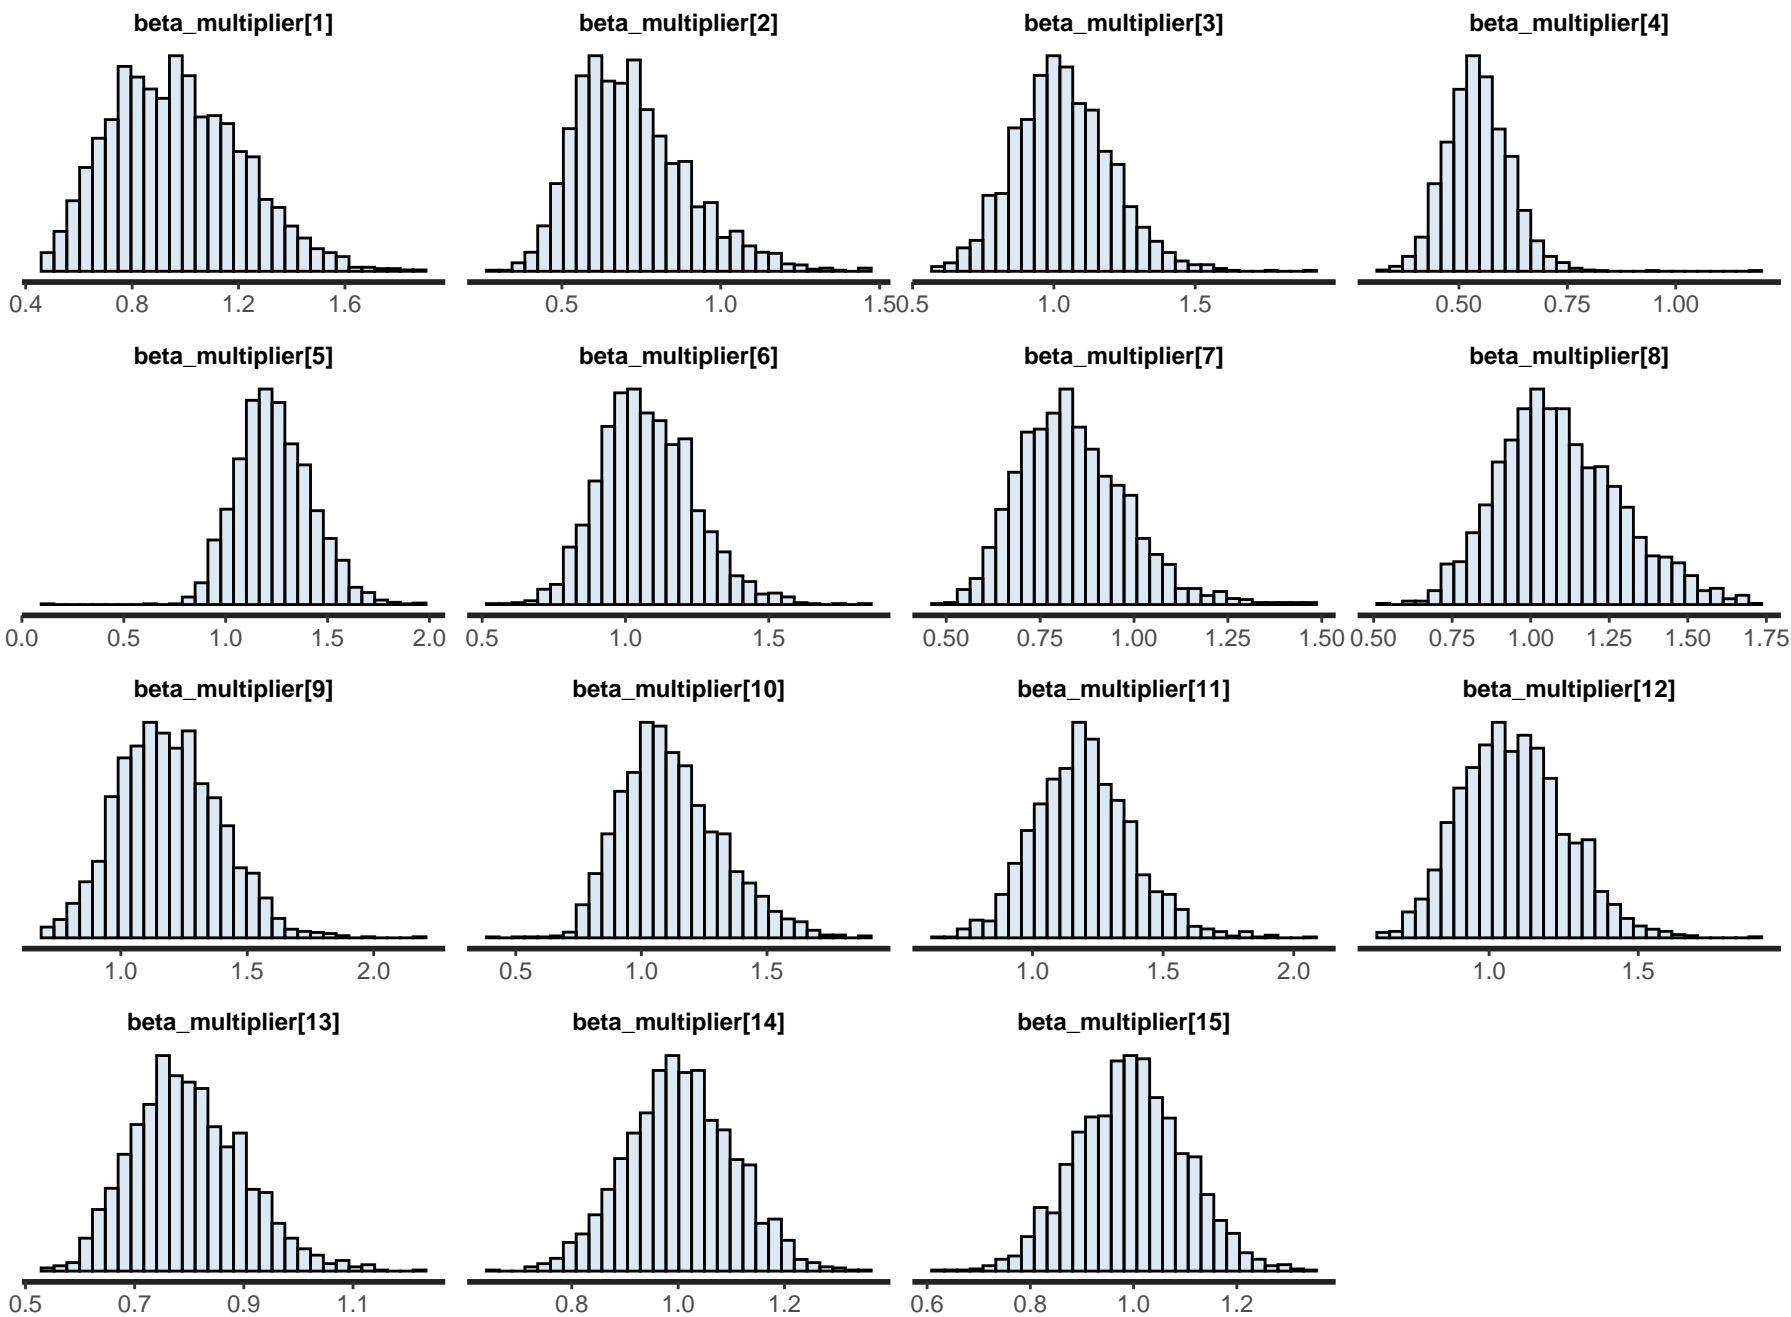 beta_multiplier[1] beta_multiplier[2] beta_multiplier[3] beta_multiplier[4]
0.4 0.8 1.2 1.6 0.5 1.0 1.5 0.5 1.0 1.5 0.50 0.75 1.00
beta_multiplier[5] beta_multiplier[6] beta_multiplier[7] beta_multiplier[8]
0.0 0.5 1.0 1.5 2.0 0.5 1.0 1.5 0.50 0.75 1.00 1.25 1.50 0.50 0.75 1.00 1.25 1.50 1.75
beta_multiplier[9] beta_multiplier[10] beta_multiplier[11] beta_multiplier[12]
1.0 1.5 2.0 0.5 1.0 1.5 1.0 1.5 2.0 1.0 1.5
beta_multiplier[13] beta_multiplier[14] beta_multiplier[15]
0.5 0.7 0.9 1.1 0.8 1.0 1.2 0.6 0.8 1.0 1.2